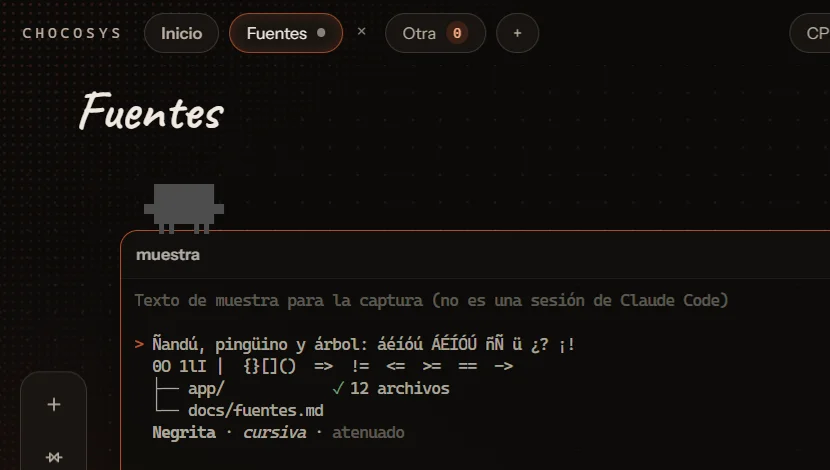 CHOCOSYS Inicio Fuentes × Otra 0 + CP
Fuentes
muestra
Texto de muestra para la captura (no es una sesión de Claude Code)
> Ñandú, pingüino y árbol: áéíóú ÁÉÍÓÚ ñÑ ü ¿? ¡!
0O 1lI | {}[]() => != <= >= == ->
├── app/ ✓ 12 archivos
└── docs/fuentes.md
Negrita · cursiva · atenuado
+